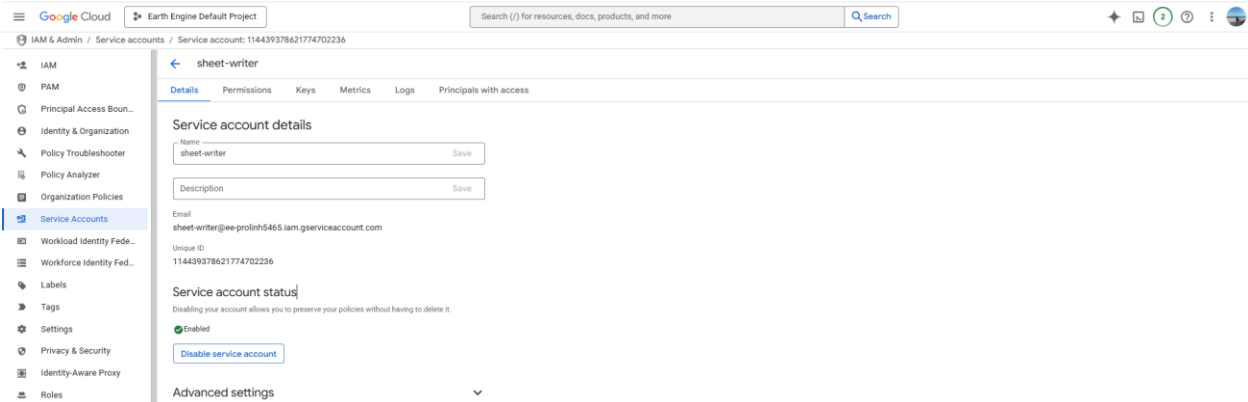 Google Cloud
Earth Engine Default Project
Search (/) for resources, docs, products, and more
Search
2
IAM & Admin / Service accounts / Service account: 114439378621774702236
IAM
PAM
Principal Access Boun...
Identity & Organization
Policy Troubleshooter
Policy Analyzer
Organization Policies
Service Accounts
Workload Identity Fede...
Workforce Identity Fed...
Labels
Tags
Settings
Privacy & Security
Identity-Aware Proxy
Roles
sheet-writer
Details Permissions Keys Metrics Logs Principals with access
Service account details
Name
sheet-writer Save
Description Save
Email
sheet-writer@ee-prolinh5465.iam.gserviceaccount.com
Unique ID
114439378621774702236
Service account status
Disabling your account allows you to preserve your policies without having to delete it.
Enabled
Disable service account
Advanced settings